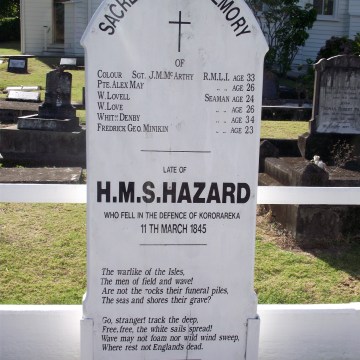 SACRED TO THE MEMORY
OF
COLOUR SGT. J.M. McARTHY R.M.L.I. AGE 33
PTE. ALEX MAY .. AGE 26
W. LOVELL SEAMAN AGE 24
W. LOVE .. AGE 26
WHITE DENBY .. AGE 34
FREDRICK GEO. MINIKIN .. AGE 23
LATE OF
H.M.S. HAZARD
WHO FELL IN THE DEFENCE OF KORORAREKA
11TH MARCH 1845
The warlike of the Isles,
The men of field and wave!
Are not the rocks their funeral piles,
The seas and shores their grave?
Go, stranger! track the deep,
Free, free, the white sails spread!
Wave may not foam nor wild wind sweep,
Where rest not Englands dead.